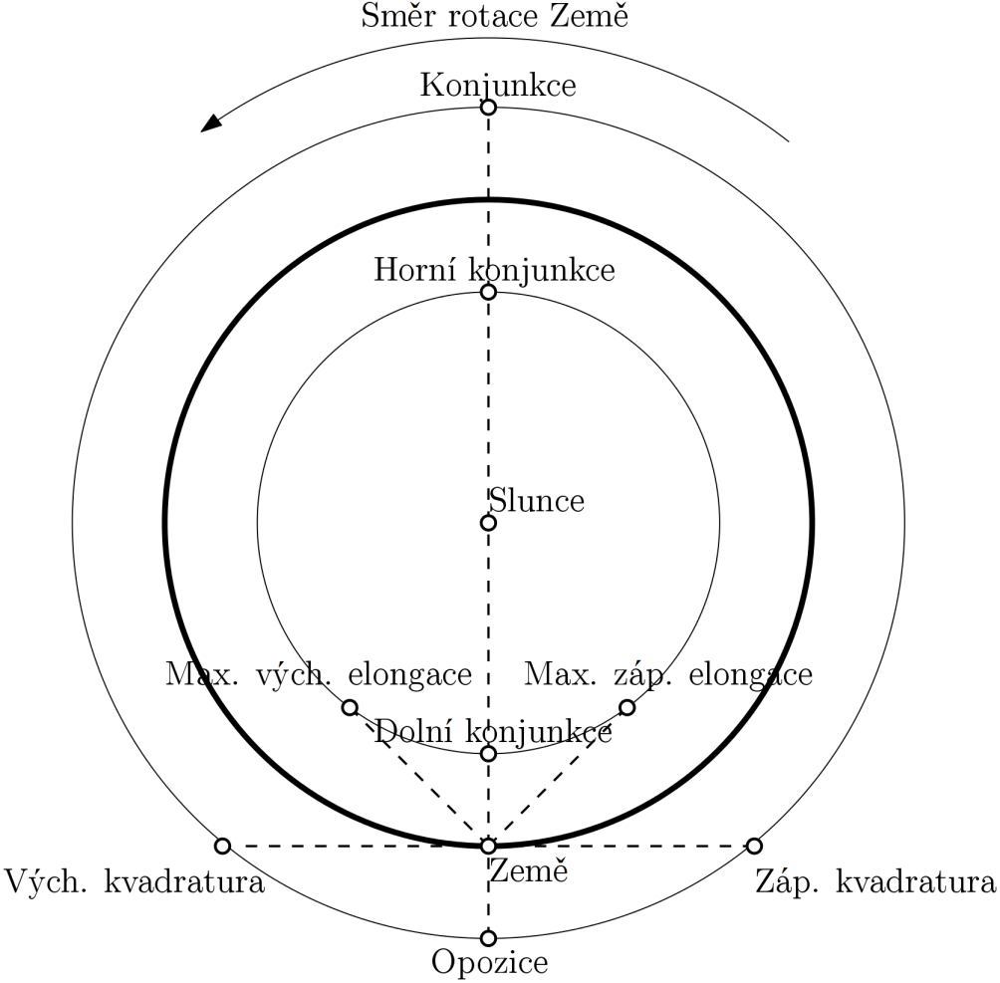 Směr rotace Země
Konjunkce
Horní konjunkce
Slunce
Max. vých. elongace
Max. záp. elongace
Dolní konjunkce
Země
Vých. kvadratura
Záp. kvadratura
Opozice